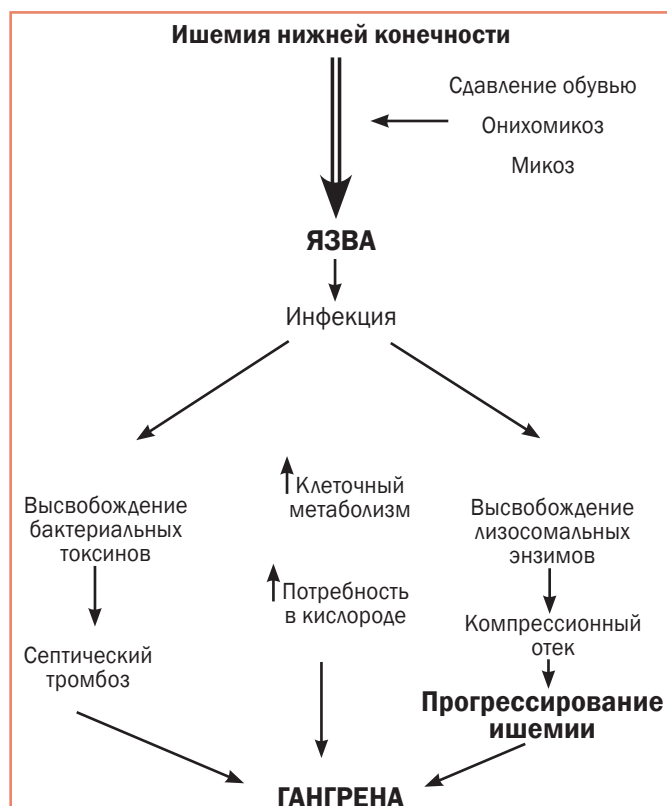 Ишемия нижней конечности
Сдавление обувью
Онихомикоз
Микоз
ЯЗВА
Инфекция
Высвобождение
бактериальных
токсинов
Септический
тромбоз
Клеточный
метаболизм
Потребность
в кислороде
Высвобождение
лизосомальных
энзимов
Компрессионный
отек
Прогрессирование
ишемии
ГАНГРЕНА